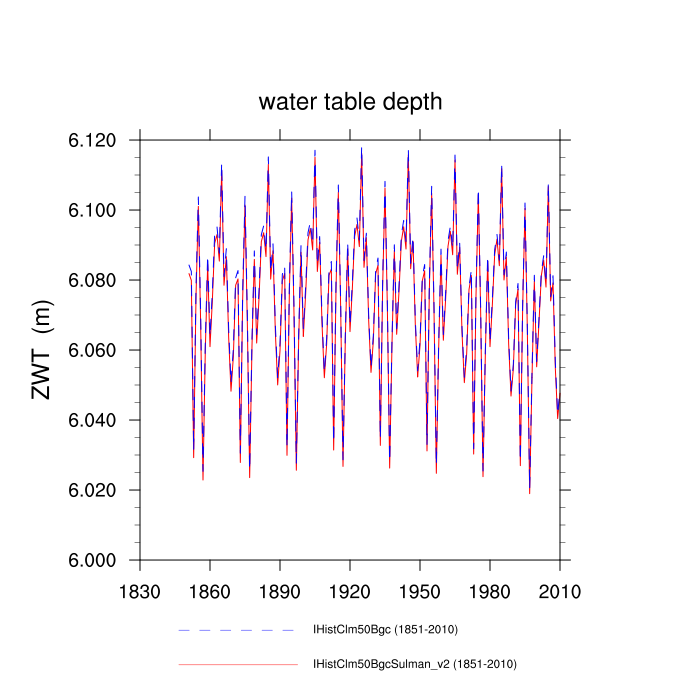 water table depth
6.120
6.100
6.080
6.060
6.040
6.020
6.000
ZWT (m)
1830 1860 1890 1920 1950 1980 2010
IHistClm50Bgc (1851-2010)
IHistClm50BgcSulman_v2 (1851-2010)